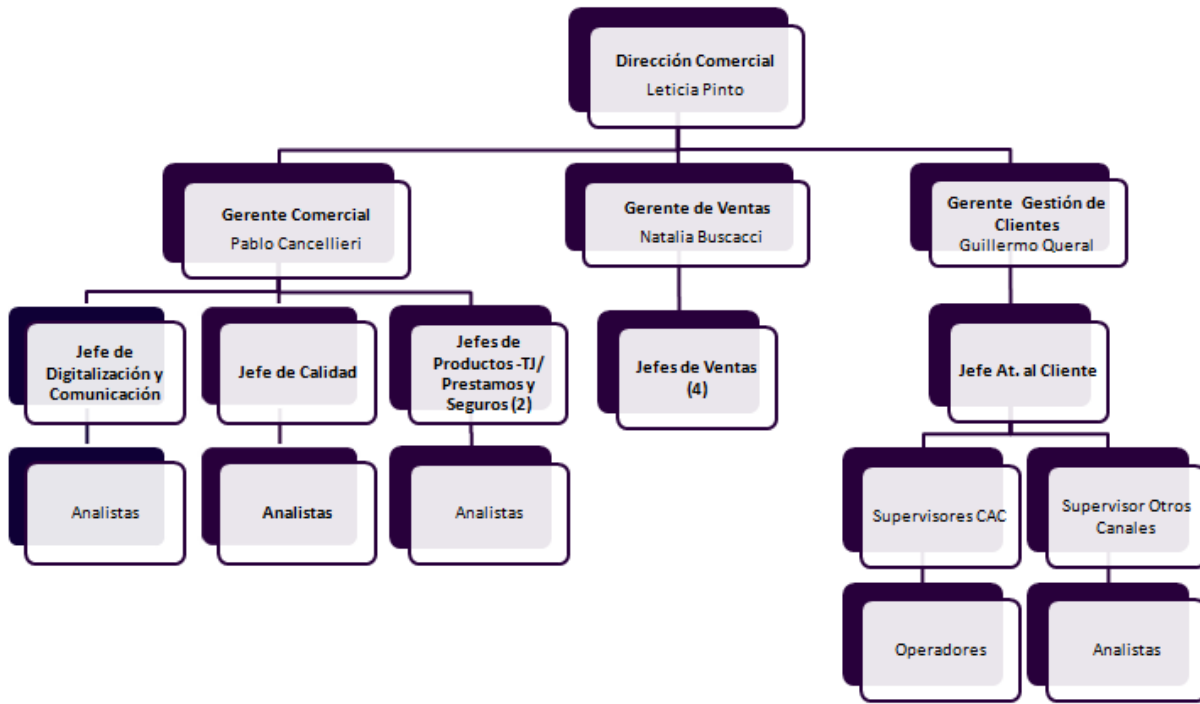 Dirección Comercial
Leticia Pinto
Gerente Comercial
Pablo Cancellieri
Gerente de Ventas
Natalia Buscacci
Gerente Gestión de
Clientes
Guillermo Queral
Jefe de
Digitalización y
Comunicación
Jefe de Calidad
Jefes de
Productos -TJ/
Prestamos y
Seguros (2)
Jefes de Ventas
(4)
Jefe At. al Cliente
Analistas
Analistas
Analistas
Supervisores CAC
Supervisor Otros
Canales
Operadores
Analistas